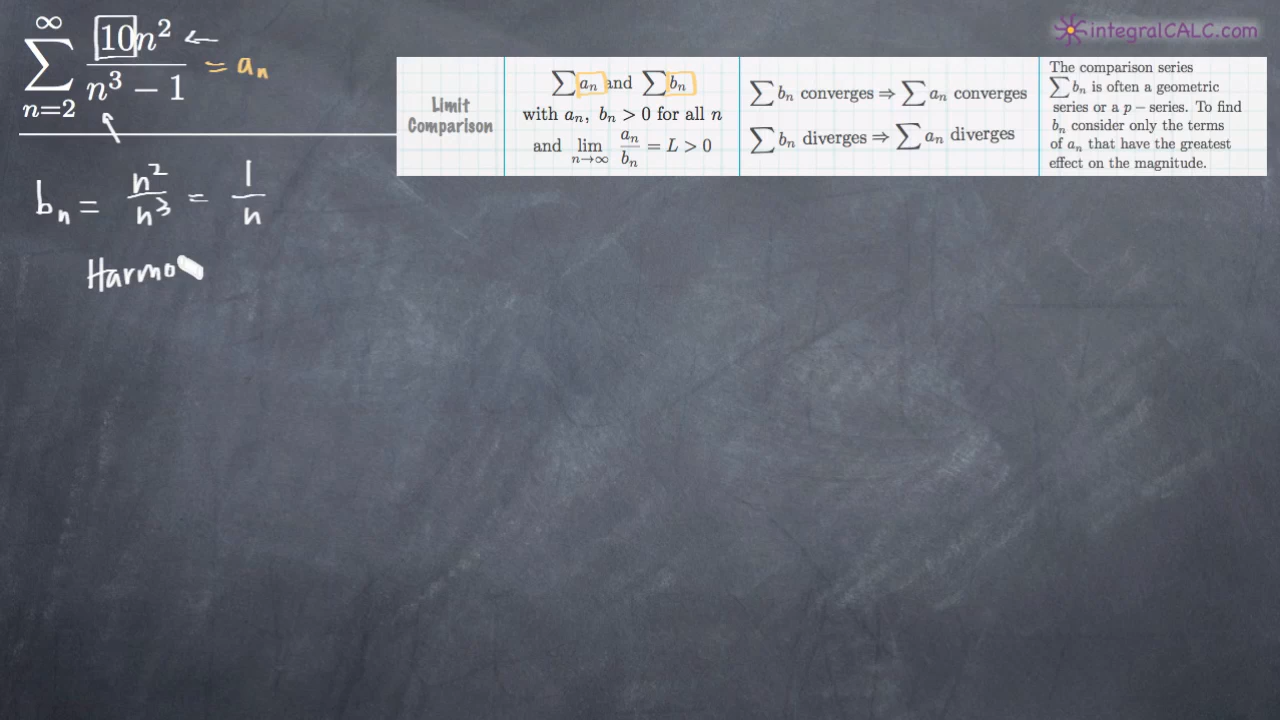 ∞
∑ 10n² / (n³ − 1) = aₙ
n=2
bₙ = n²/n³ = 1/n
Harmo
integralCALC.com
Limit
Comparison
∑ aₙ and ∑ bₙ
with aₙ, bₙ > 0 for all n
and lim n→∞ aₙ/bₙ = L > 0
∑ bₙ converges ⇒ ∑ aₙ converges
∑ bₙ diverges ⇒ ∑ aₙ diverges
The comparison series
∑ bₙ is often a geometric
series or a p − series. To find
bₙ consider only the terms
of aₙ that have the greatest
effect on the magnitude.